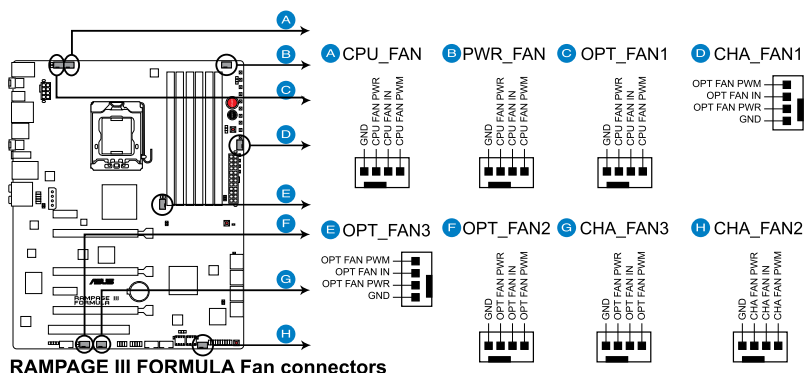 A
B
C
D
E
F
G
H
A CPU_FAN
GND
CPU FAN PWR
CPU FAN IN
CPU FAN PWM
B PWR_FAN
GND
CPU FAN PWR
CPU FAN IN
CPU FAN PWM
C OPT_FAN1
GND
CPU FAN PWR
CPU FAN IN
CPU FAN PWM
D CHA_FAN1
OPT FAN PWM
OPT FAN IN
OPT FAN PWR
GND
E OPT_FAN3
OPT FAN PWM
OPT FAN IN
OPT FAN PWR
GND
F OPT_FAN2
GND
OPT FAN PWR
OPT FAN IN
OPT FAN PWM
G CHA_FAN3
GND
OPT FAN PWR
OPT FAN IN
OPT FAN PWM
H CHA_FAN2
GND
CHA FAN PWR
CHA FAN IN
CHA FAN PWM
ASUS
RAMPAGE III
FORMULA
RAMPAGE III FORMULA Fan connectors